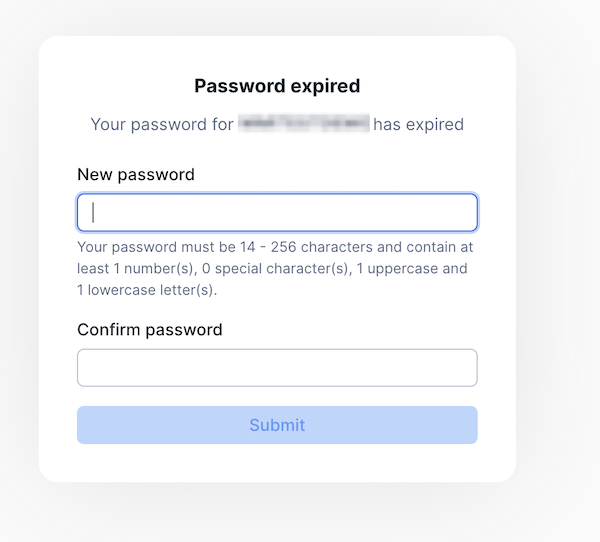 Password expired
Your password for has expired
New password
Your password must be 14 - 256 characters and contain at
least 1 number(s), 0 special character(s), 1 uppercase and
1 lowercase letter(s).
Confirm password
Submit